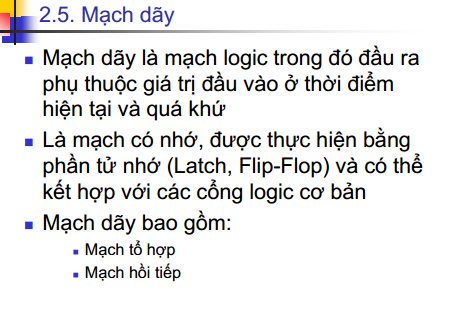 2.5. Mạch dãy
Mạch dãy là mạch logic trong đó đầu ra
phụ thuộc giá trị đầu vào ở thời điểm
hiện tại và quá khứ
Là mạch có nhớ, được thực hiện bằng
phần tử nhớ (Latch, Flip-Flop) và có thể
kết hợp với các cổng logic cơ bản
Mạch dãy bao gồm:
Mạch tổ hợp
Mạch hồi tiếp